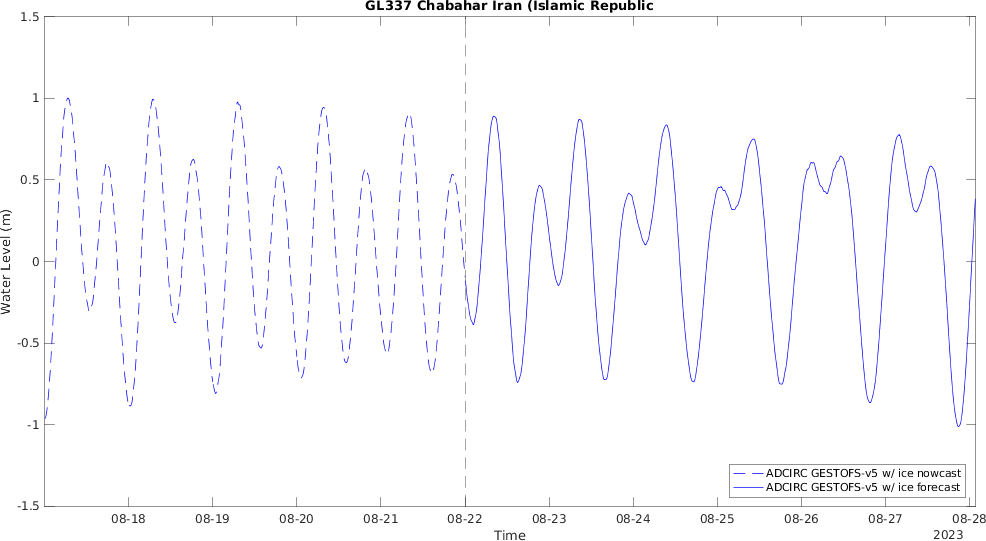 GL337 Chabahar Iran (Islamic Republic
1.5
1
0.5
0
-0.5
-1
-1.5
Water Level (m)
08-18 08-19 08-20 08-21 08-22 08-23 08-24 08-25 08-26 08-27 08-28
Time
2023
ADCIRC GESTOFS-v5 w/ ice nowcast
ADCIRC GESTOFS-v5 w/ ice forecast